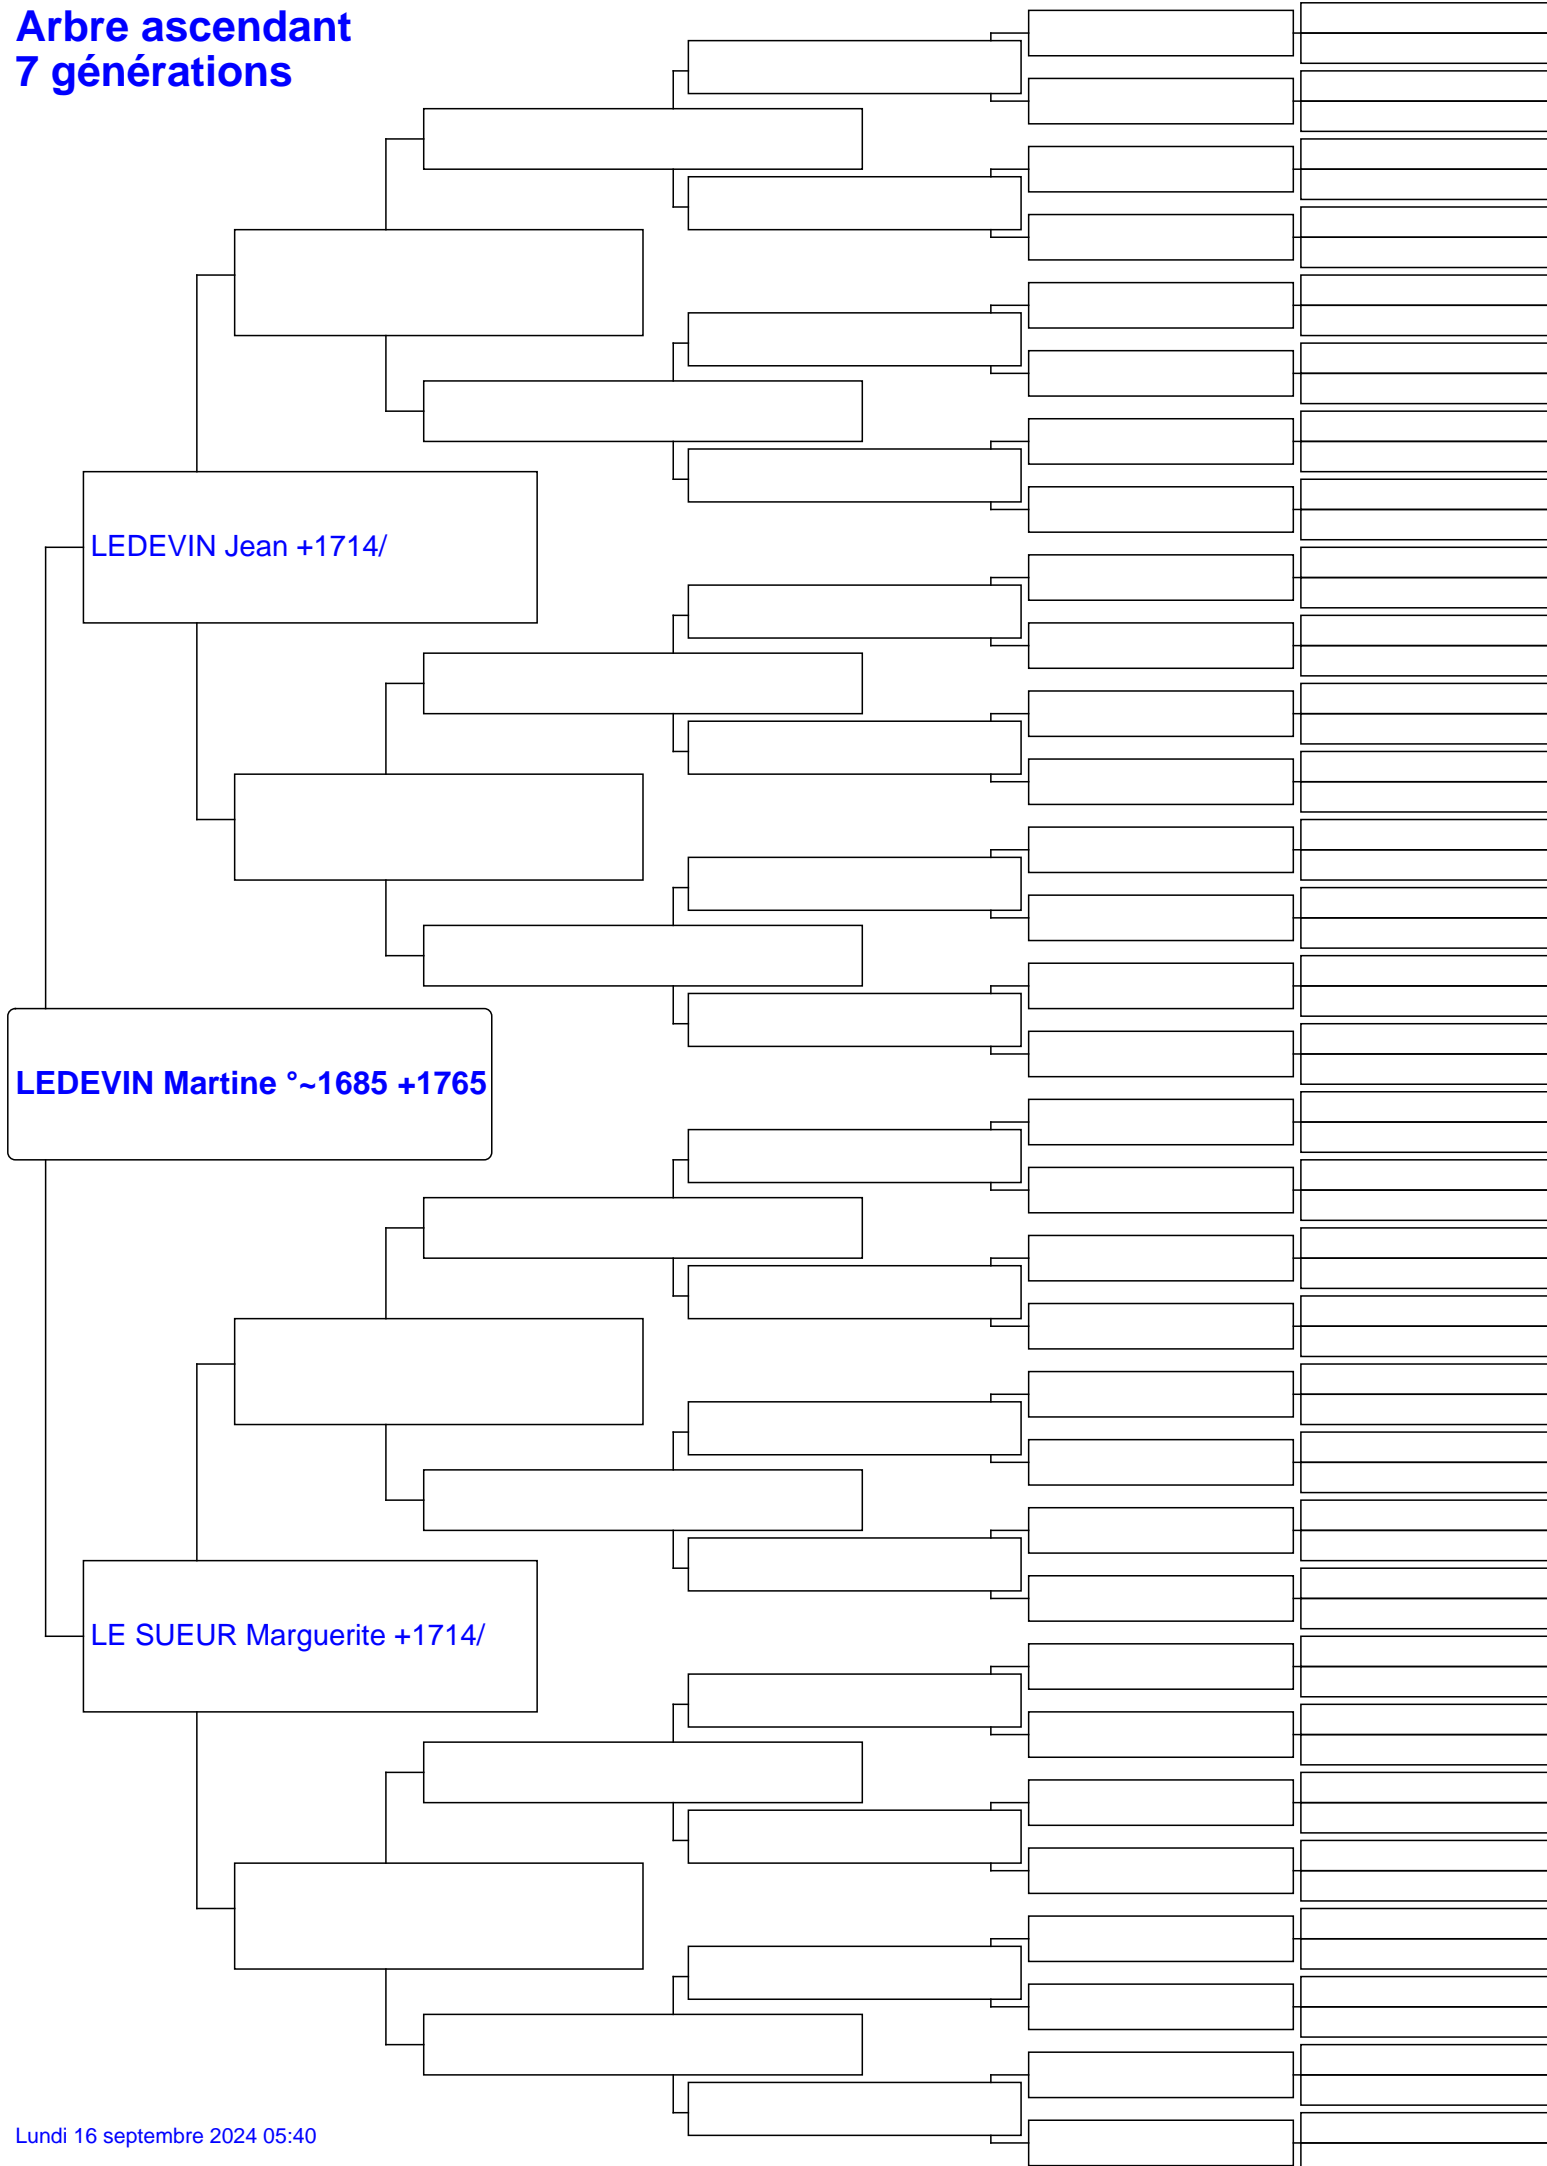 Arbre ascendant
7 générations
LEDEVIN Jean +1714/
LEDEVIN Martine °~1685 +1765
LE SUEUR Marguerite +1714/
Lundi 16 septembre 2024 05:40